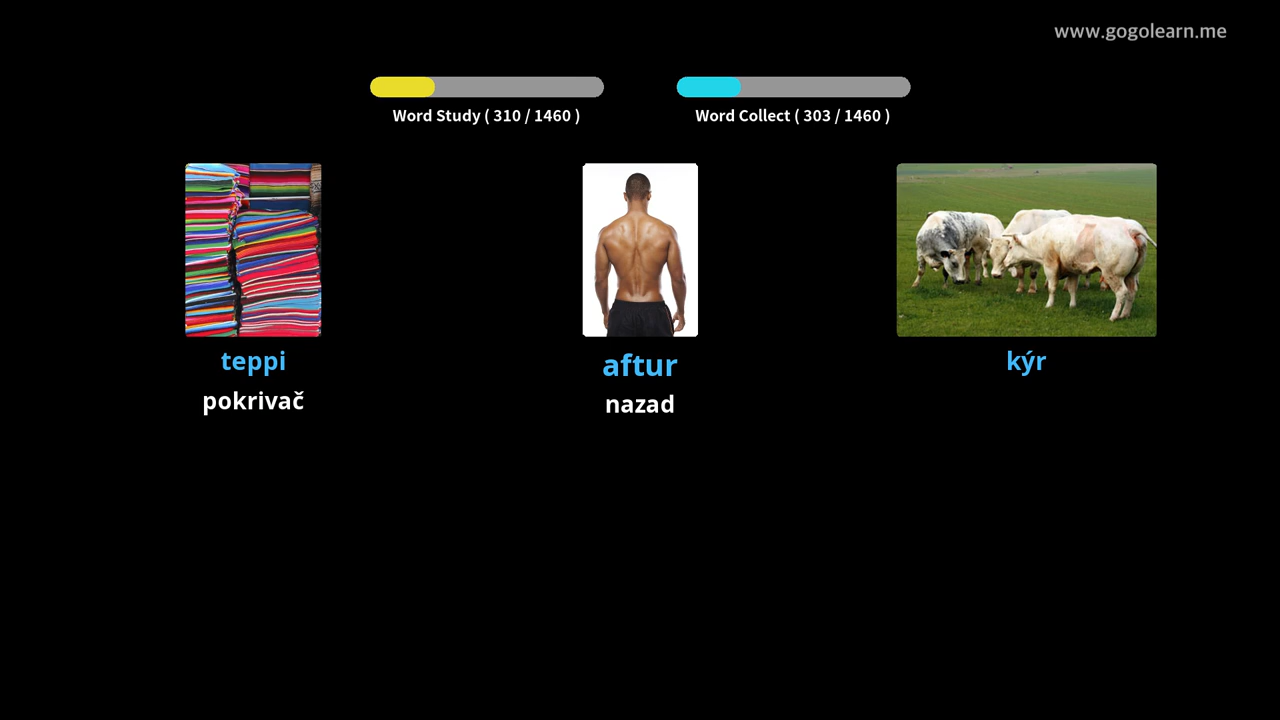 www.gogolearn.me
Word Study ( 310 / 1460 )
Word Collect ( 303 / 1460 )
teppi
pokrivač
aftur
nazad
kýr